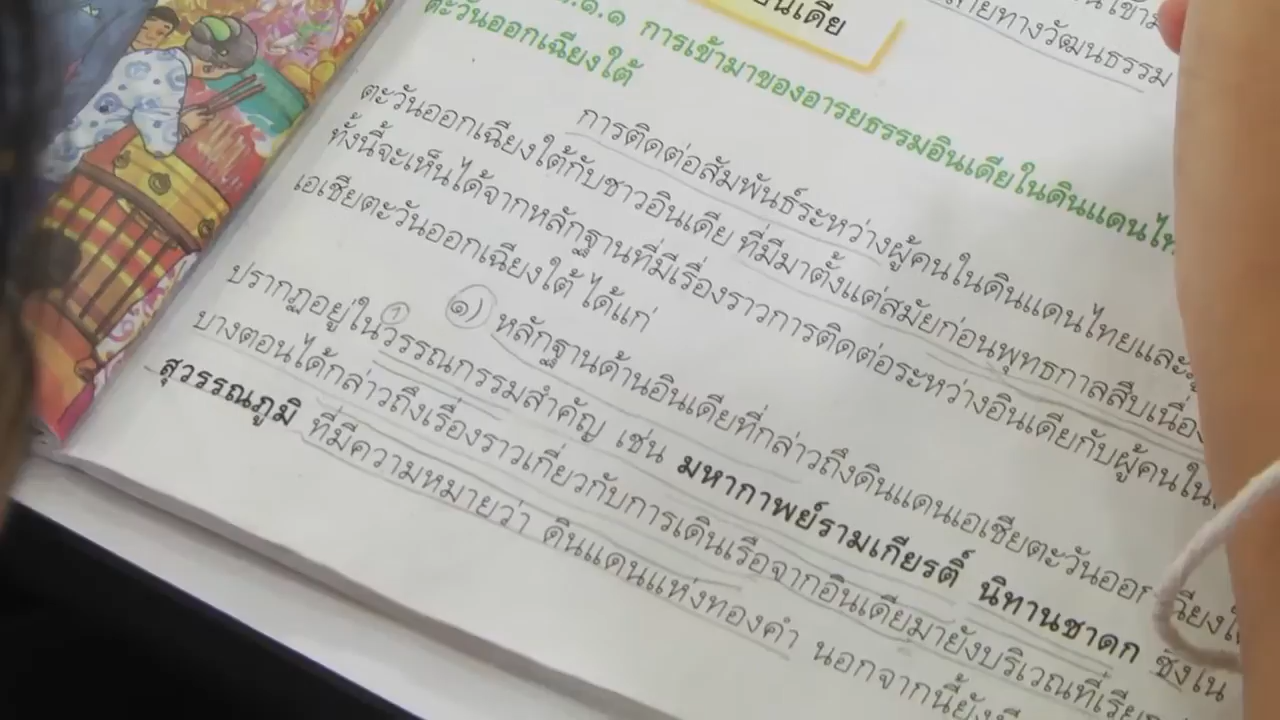 ทางวัฒนธรรม
อินเดีย
๑.๑ การเข้ามาของอารยธรรมอินเดียในดินแดน
ตะวันออกเฉียงใต้
การติดต่อสัมพันธ์ระหว่างผู้คนในดินแดนไทยและ
ตะวันออกเฉียงใต้กับชาวอินเดีย ที่มีมาตั้งแต่สมัยก่อนพุทธกาลสืบเนื่อง
ทั้งนี้จะเห็นได้จากหลักฐานที่มีเรื่องราวการติดต่อระหว่างอินเดียกับผู้คนใน
เอเชียตะวันออกเฉียงใต้ ได้แก่
๑) หลักฐานด้านอินเดียที่กล่าวถึงดินแดนเอเชียตะวันออกเฉียงใ
ปรากฏอยู่ใน①วรรณกรรมสำคัญ เช่น มหากาพย์รามเกียรติ์ นิทานชาดก ซึ่งใน
บางตอนได้กล่าวถึงเรื่องราวเกี่ยวกับการเดินเรือจากอินเดียมายังบริเวณที่เรีย
สุวรรณภูมิ ที่มีความหมายว่า ดินแดนแห่งทองคำ นอกจากนี้ยังมี